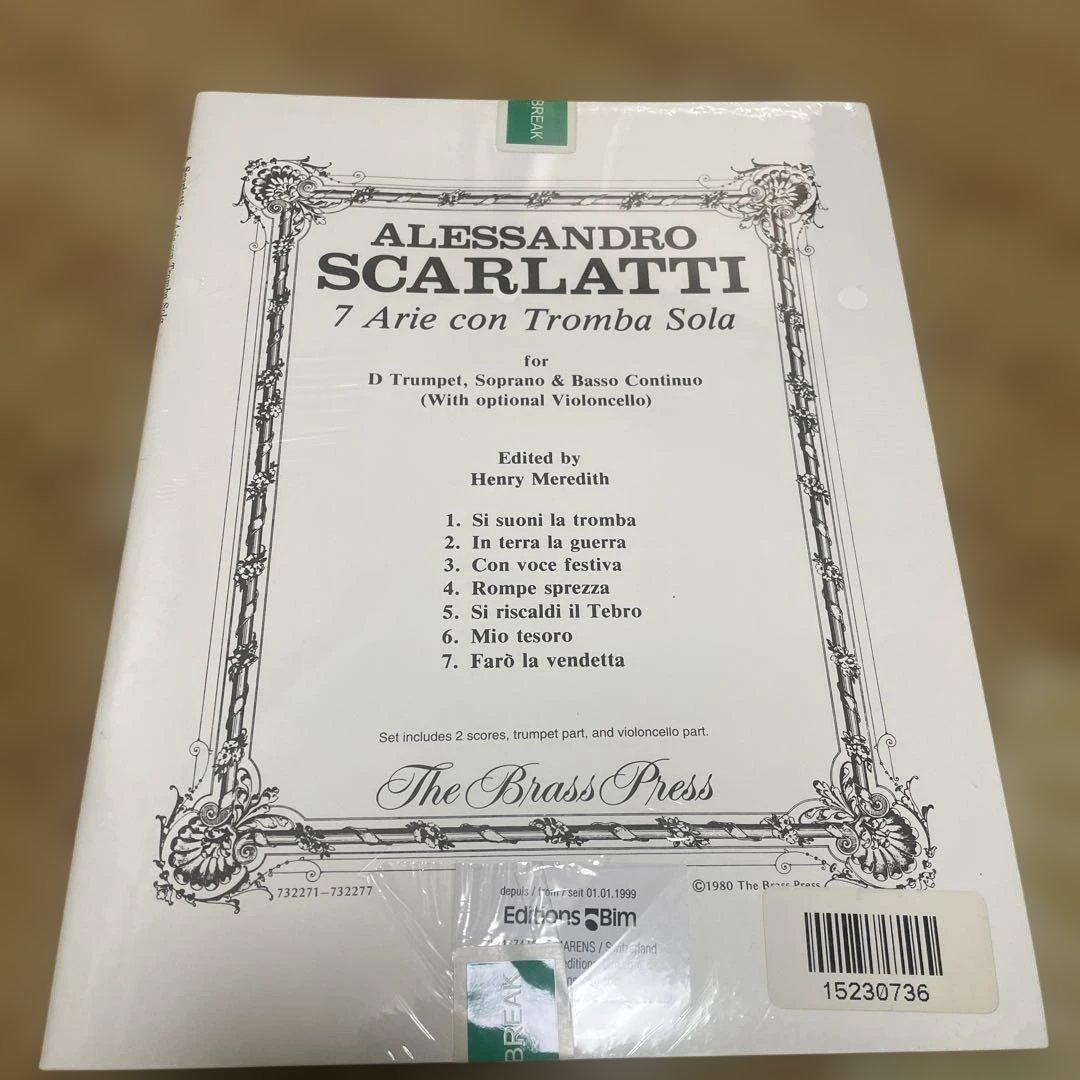 BREAK
ALESSANDRO
SCARLATTI
7 Arie con Tromba Sola
for
D Trumpet, Soprano & Basso Continuo
(With optional Violoncello)
Edited by
Henry Meredith
1. Si suoni la tromba
2. In terra la guerra
3. Con voce festiva
4. Rompe sprezza
5. Si riscaldi il Tebro
6. Mio tesoro
7. Farò la vendetta
Set includes 2 scores, trumpet part, and violoncello part.
The Brass Press
732271–732277
©1980 The Brass Press
depuis / from / seit 01.01.1999
Editions Bim
Switzerland
15230736
BREAK